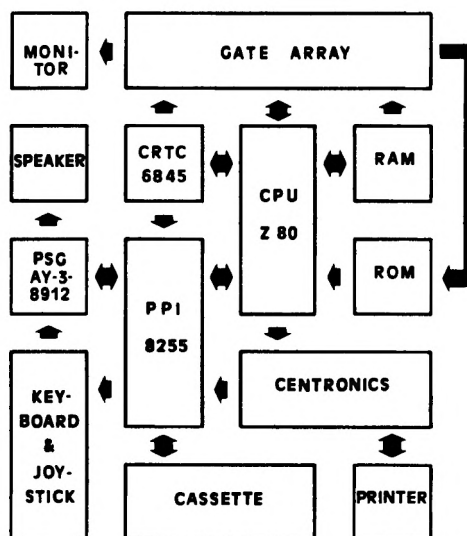 MONI-
TOR
GATE ARRAY
SPEAKER
CRTC
6845
CPU
Z 80
RAM
PSG
AY-3-
8912
PPI
8255
ROM
KEY-
BOARD
&
JOY-
STICK
CENTRONICS
CASSETTE
PRINTER